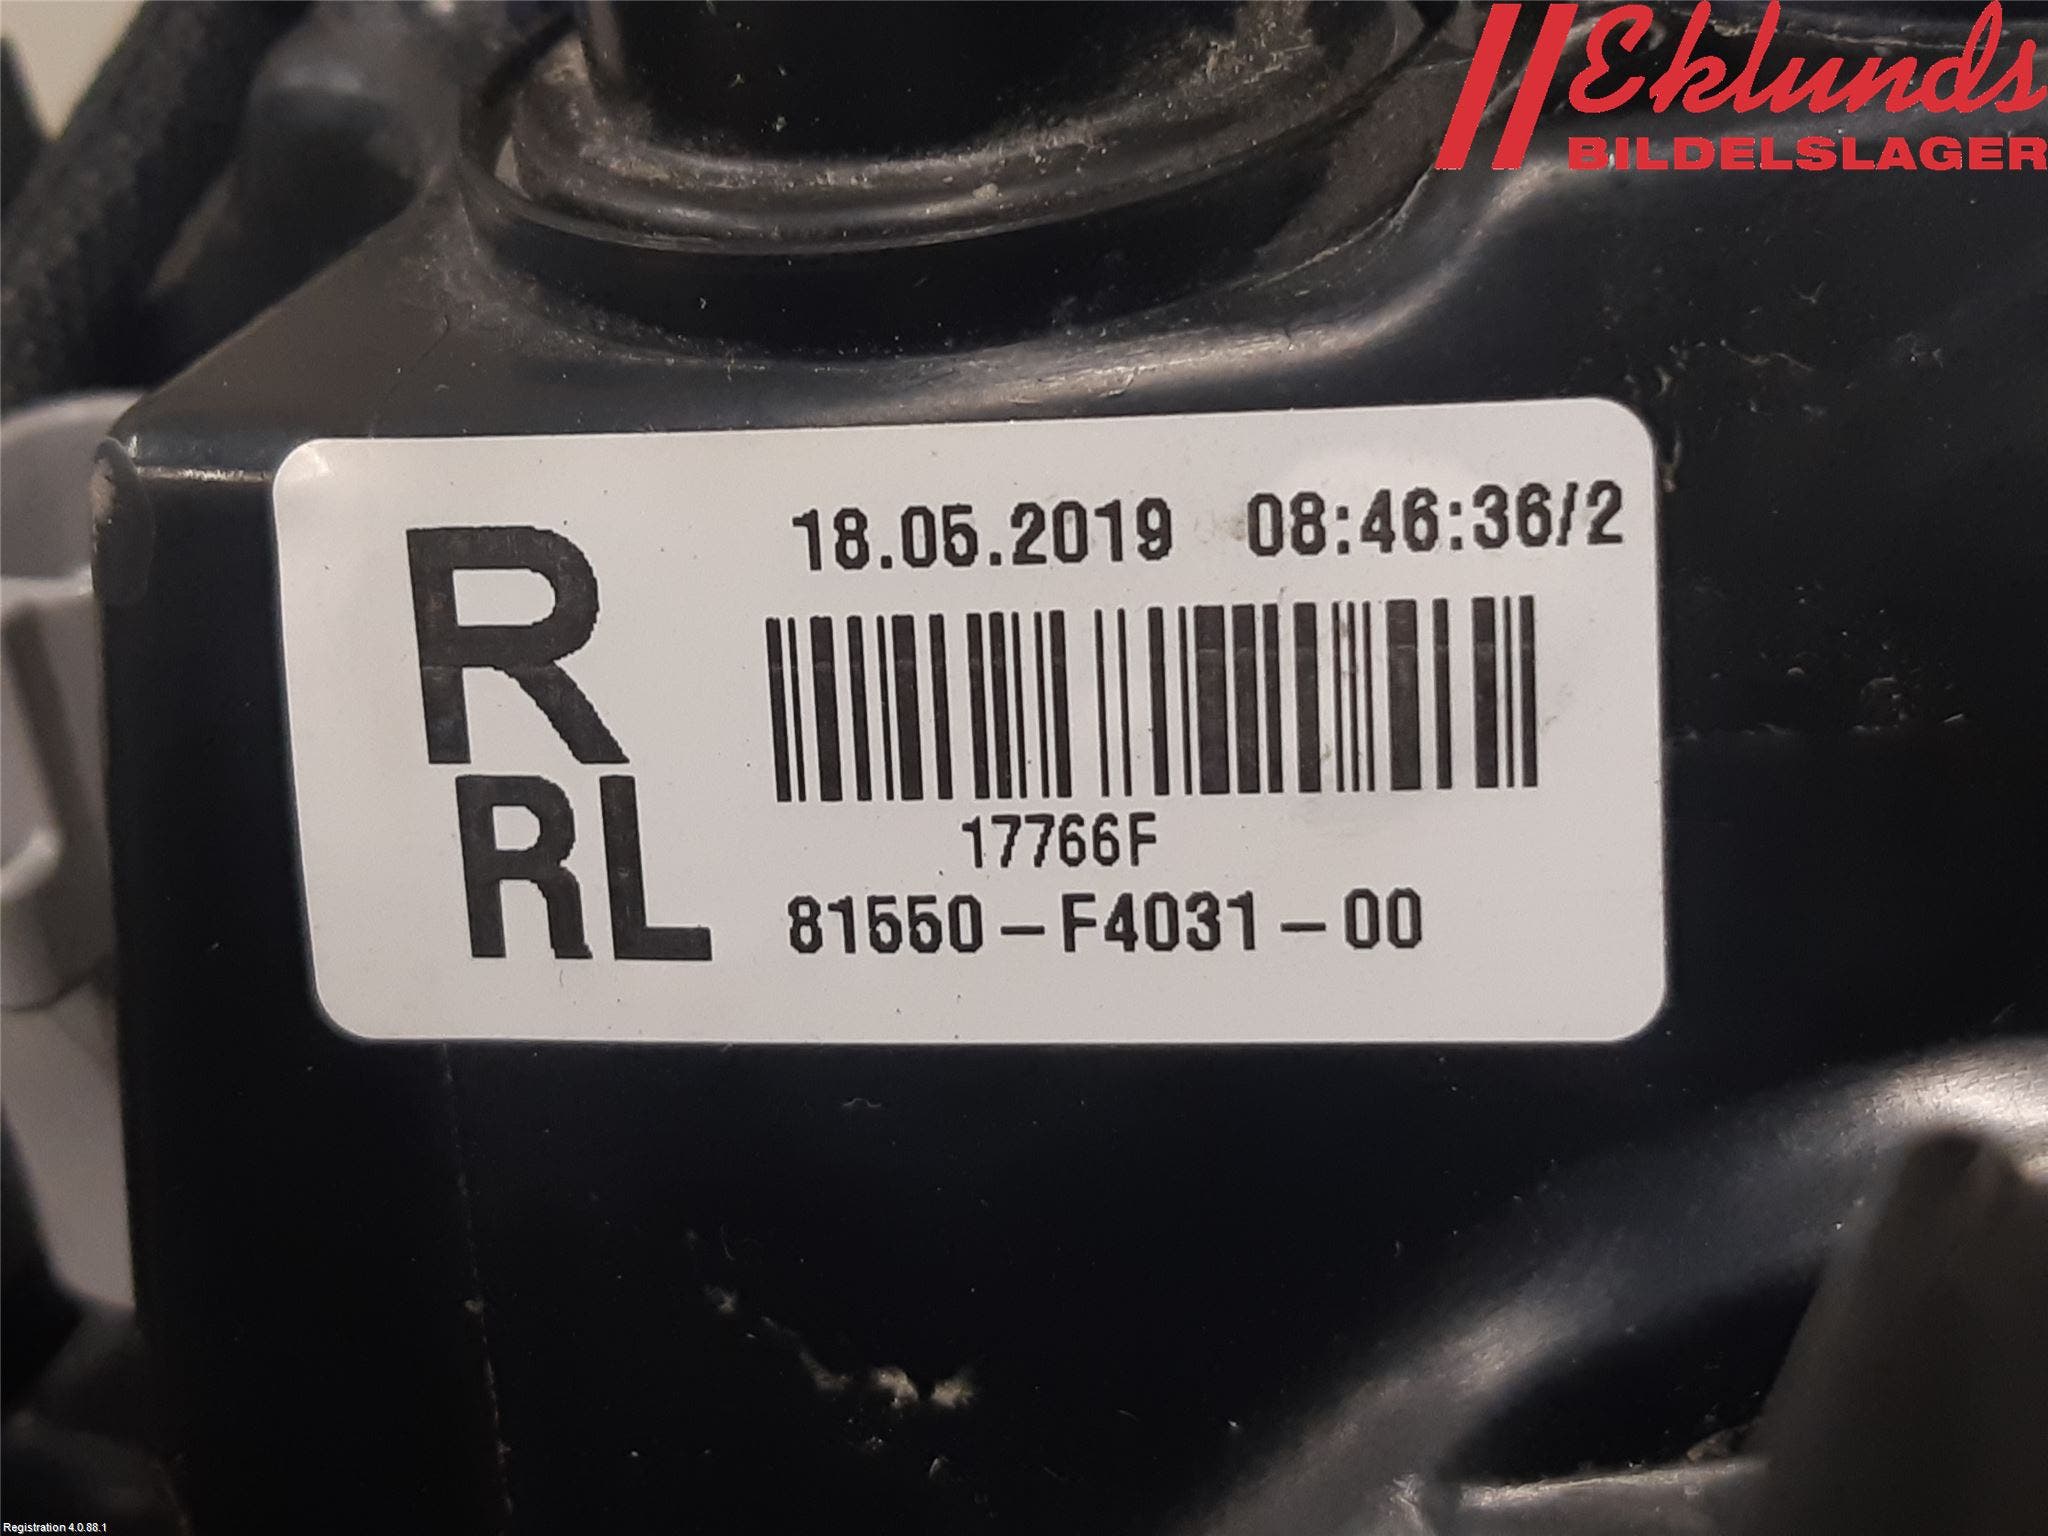 Eklunds
BILDELSLAGER
18.05.2019 08:46:36/2
R
RL
17766F
81550-F4031-00
Registration 4.0.88.1